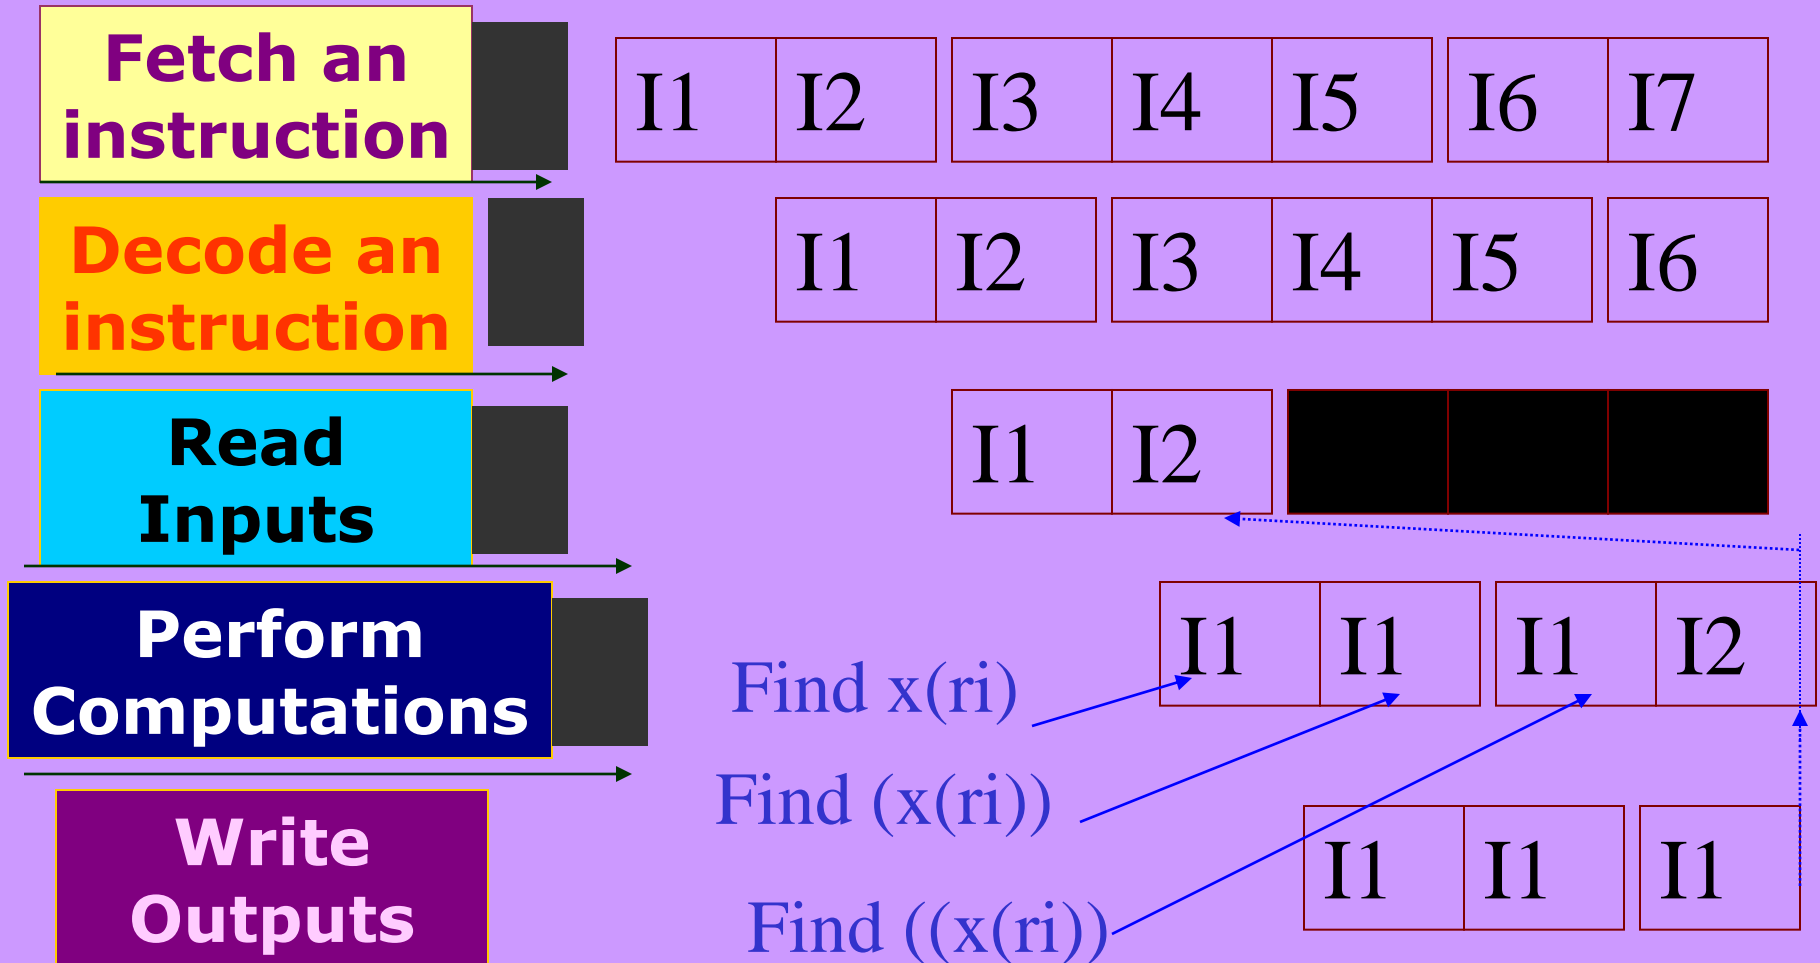 Fetch an
instruction
I1 I2 I3 I4 I5 I6 I7
Decode an
instruction
I1 I2 I3 I4 I5 I6
Read
Inputs
I1 I2
Perform
Computations
I1 I1 I1 I2
Find x(ri)
Find (x(ri))
Write
Outputs
I1 I1 I1
Find ((x(ri))